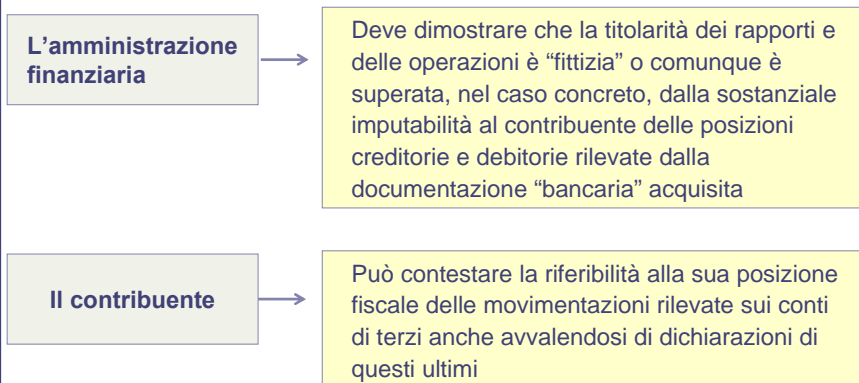 L’amministrazione
finanziaria
Deve dimostrare che la titolarità dei rapporti e
delle operazioni è “fittizia” o comunque è
superata, nel caso concreto, dalla sostanziale
imputabilità al contribuente delle posizioni
creditorie e debitorie rilevate dalla
documentazione “bancaria” acquisita
Il contribuente
Può contestare la riferibilità alla sua posizione
fiscale delle movimentazioni rilevate sui conti
di terzi anche avvalendosi di dichiarazioni di
questi ultimi